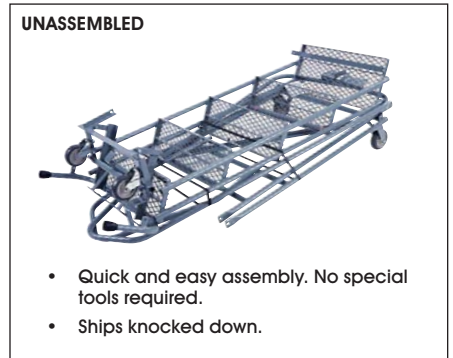 UNASSEMBLED
• Quick and easy assembly. No special
tools required.
• Ships knocked down.